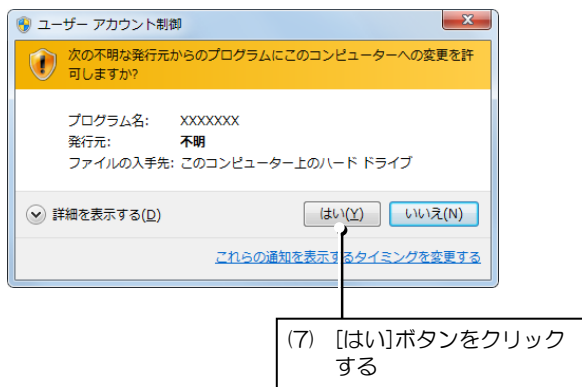 ユーザー アカウント制御
次の不明な発行元からのプログラムにこのコンピューターへの変更を許
可しますか?
プログラム名: XXXXXXX
発行元: 不明
ファイルの入手先: このコンピューター上のハード ドライブ
詳細を表示する(D)
はい(Y)
いいえ(N)
これらの通知を表示するタイミングを変更する
(7) [はい]ボタンをクリック
する